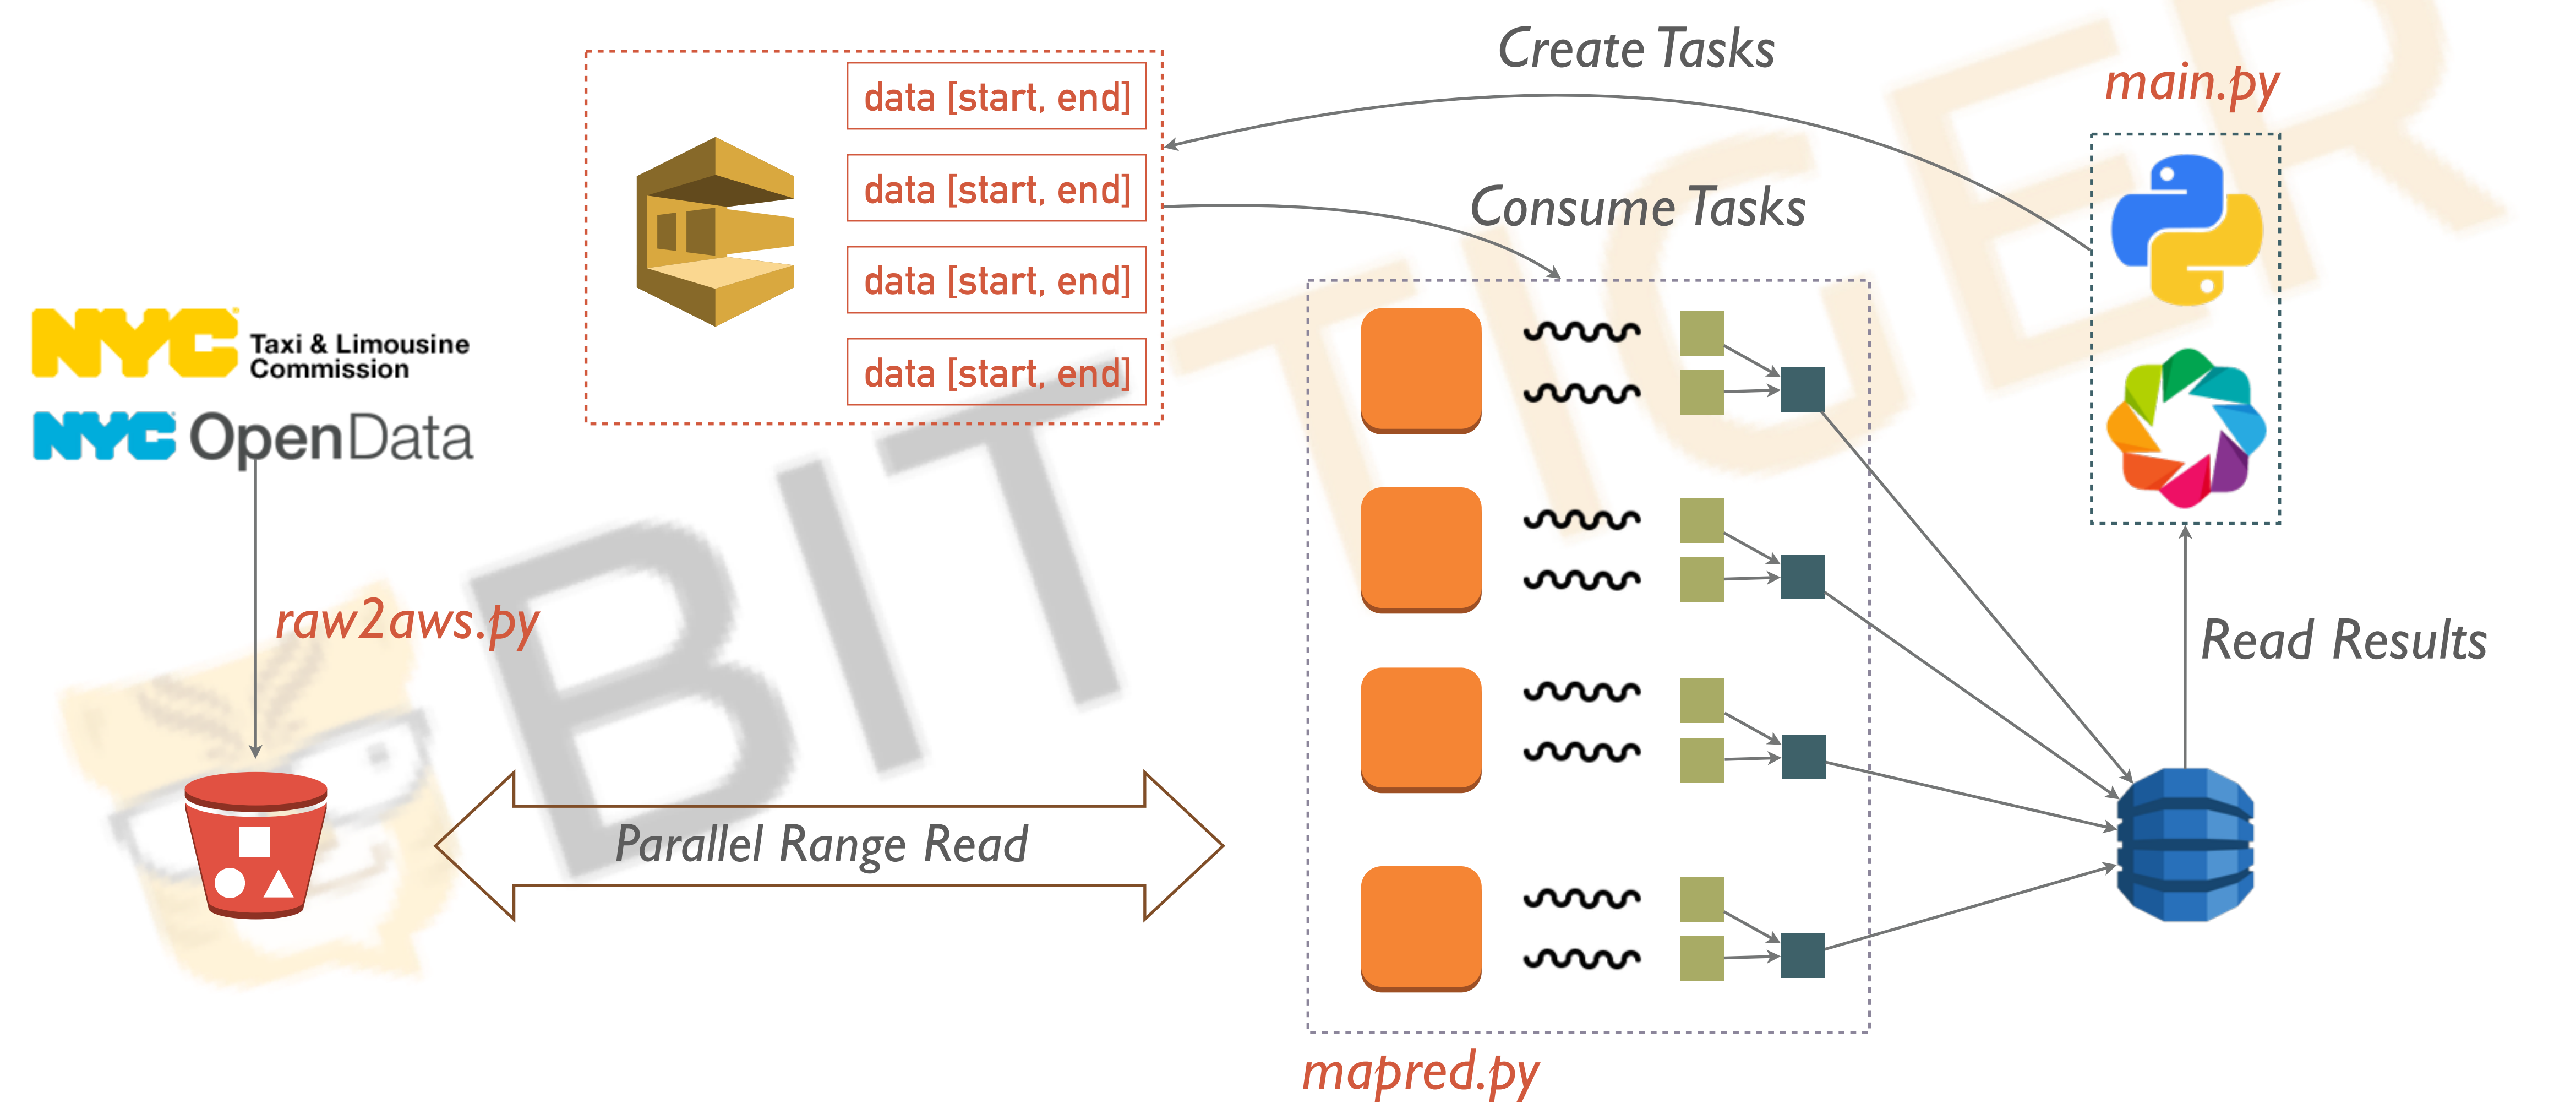 Create Tasks
main.py
data [start, end]
data [start, end]
Consume Tasks
data [start, end]
data [start, end]
NYC Taxi & Limousine
Commission
NYC OpenData
raw2aws.py
BIT TIGER
Read Results
Parallel Range Read
mapred.py